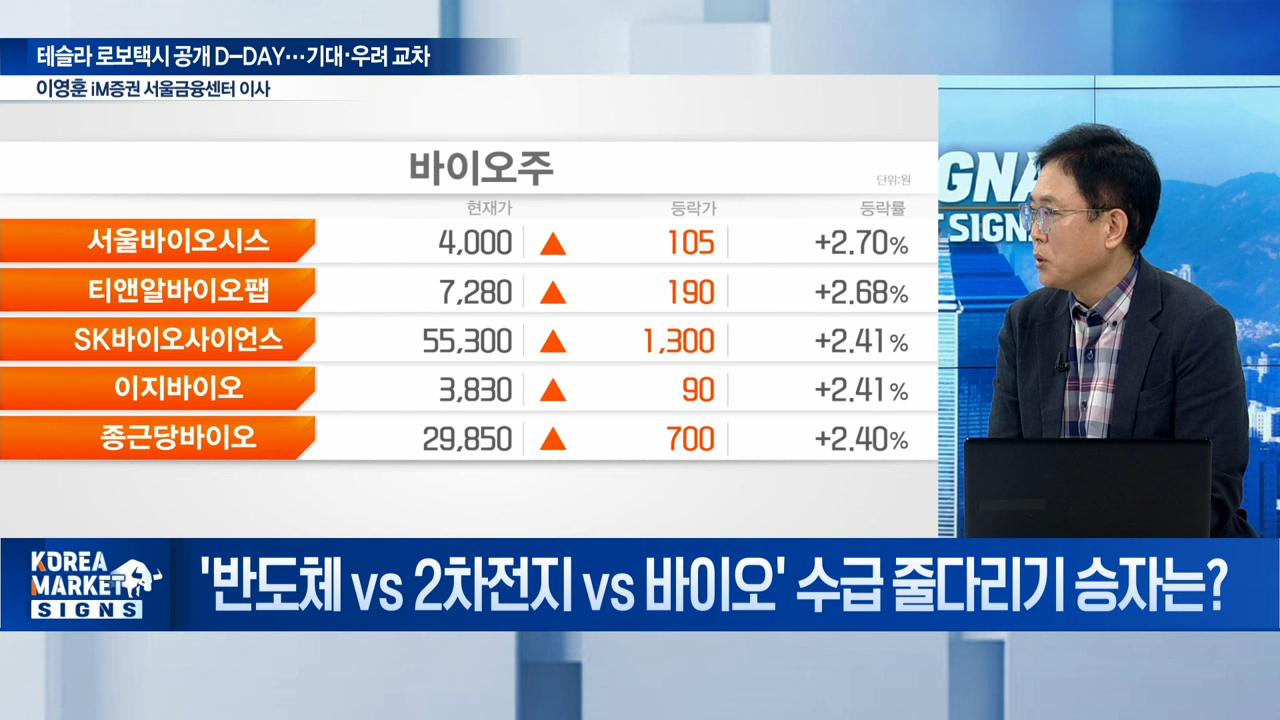 테슬라 로보택시 공개 D-DAY…기대·우려 교차
이영훈 iM증권 서울금융센터 이사
바이오주
단위:원
현재가 등락가 등락률
서울바이오시스 4,000 ▲ 105 +2.70%
티앤알바이오팹 7,280 ▲ 190 +2.68%
SK바이오사이언스 55,300 ▲ 1,300 +2.41%
이지바이오 3,830 ▲ 90 +2.41%
종근당바이오 29,850 ▲ 700 +2.40%
SIGN.
KOREA
MARKET
SIGNS
'반도체 vs 2차전지 vs 바이오' 수급 줄다리기 승자는?